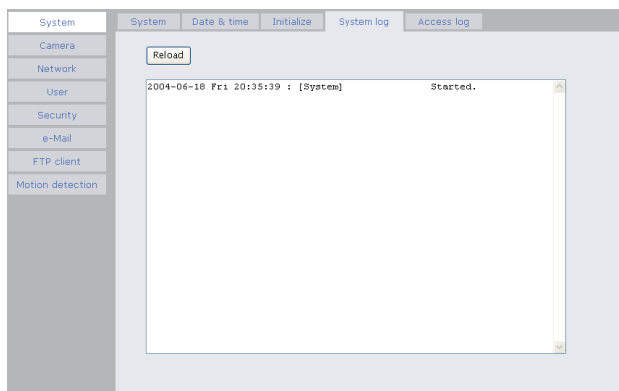 System
Camera
Network
User
Security
e-Mail
FTP client
Motion detection
System Date & time Initialize System log Access log
Reload
2004-06-18 Fri 20:35:39 : [System] Started.